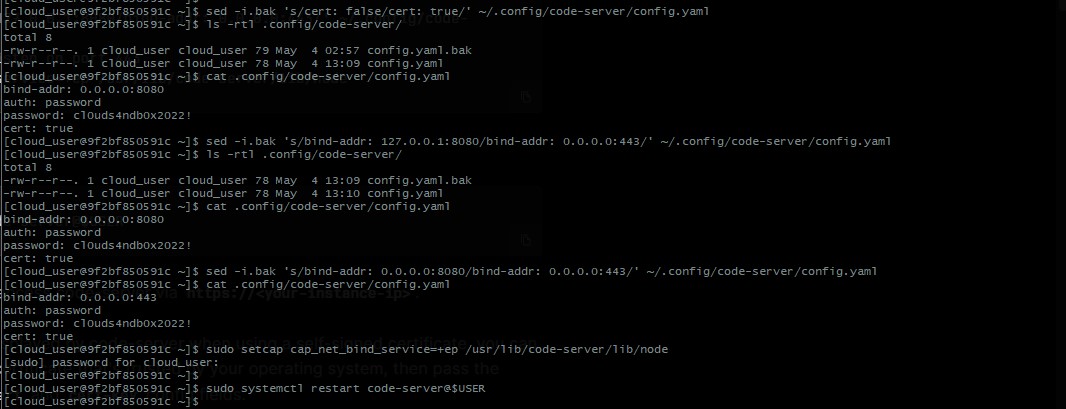 [cloud_user@9f2bf850591c ~]$ sed -i.bak 's/cert: false/cert: true/' ~/.config/code-server/config.yaml
[cloud_user@9f2bf850591c ~]$ ls -rtl .config/code-server/
total 8
-rw-r--r--. 1 cloud_user cloud_user 79 May  4 02:57 config.yaml.bak
-rw-r--r--. 1 cloud_user cloud_user 78 May  4 13:09 config.yaml
[cloud_user@9f2bf850591c ~]$ cat .config/code-server/config.yaml
bind-addr: 0.0.0.0:8080
auth: password
password: cl0uds4ndb0x2022!
cert: true
[cloud_user@9f2bf850591c ~]$ sed -i.bak 's/bind-addr: 127.0.0.1:8080/bind-addr: 0.0.0.0:443/' ~/.config/code-server/config.yaml
[cloud_user@9f2bf850591c ~]$ ls -rtl .config/code-server/
total 8
-rw-r--r--. 1 cloud_user cloud_user 78 May  4 13:09 config.yaml.bak
-rw-r--r--. 1 cloud_user cloud_user 78 May  4 13:10 config.yaml
[cloud_user@9f2bf850591c ~]$ cat .config/code-server/config.yaml
bind-addr: 0.0.0.0:8080
auth: password
password: cl0uds4ndb0x2022!
cert: true
[cloud_user@9f2bf850591c ~]$ sed -i.bak 's/bind-addr: 0.0.0.0:8080/bind-addr: 0.0.0.0:443/' ~/.config/code-server/config.yaml
[cloud_user@9f2bf850591c ~]$ cat .config/code-server/config.yaml
bind-addr: 0.0.0.0:443
auth: password
password: cl0uds4ndb0x2022!
cert: true
[cloud_user@9f2bf850591c ~]$ sudo setcap cap_net_bind_service=+ep /usr/lib/code-server/lib/node
[sudo] password for cloud_user:
[cloud_user@9f2bf850591c ~]$
[cloud_user@9f2bf850591c ~]$ sudo systemctl restart code-server@$USER
[cloud_user@9f2bf850591c ~]$